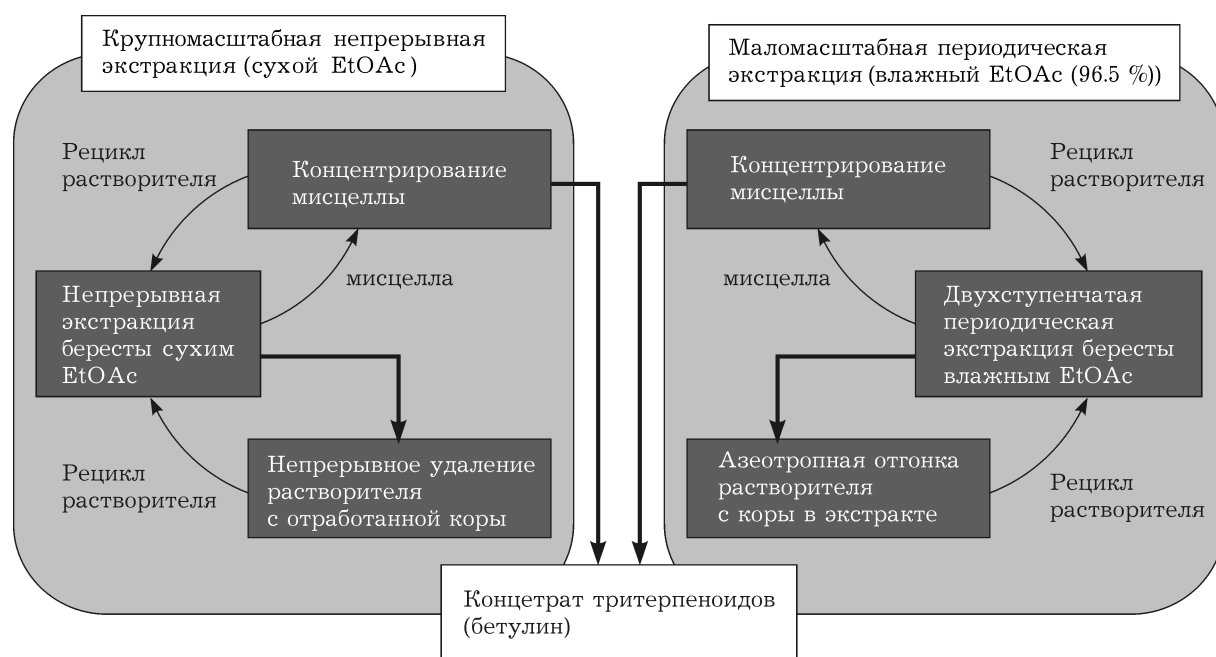 Крупномасштабная непрерывная
экстракция (сухой EtOAc)
Рецикл
растворителя
Концентрирование
мисцеллы
мисцелла
Непрерывная
экстракция
бересты сухим
EtOAc
Рецикл
растворителя
Непрерывное удаление
растворителя
с отработанной коры
Маломасштабная периодическая
экстракция (влажный EtOAc (96.5 %))
Концентрирование
мисцеллы
Рецикл
растворителя
мисцелла
Двухступенчатая
периодическая
экстракция бересты
влажным EtOAc
Азеотропная отгонка
растворителя
с коры в экстракте
Рецикл
растворителя
Концетрат тритерпеноидов
(бетулин)